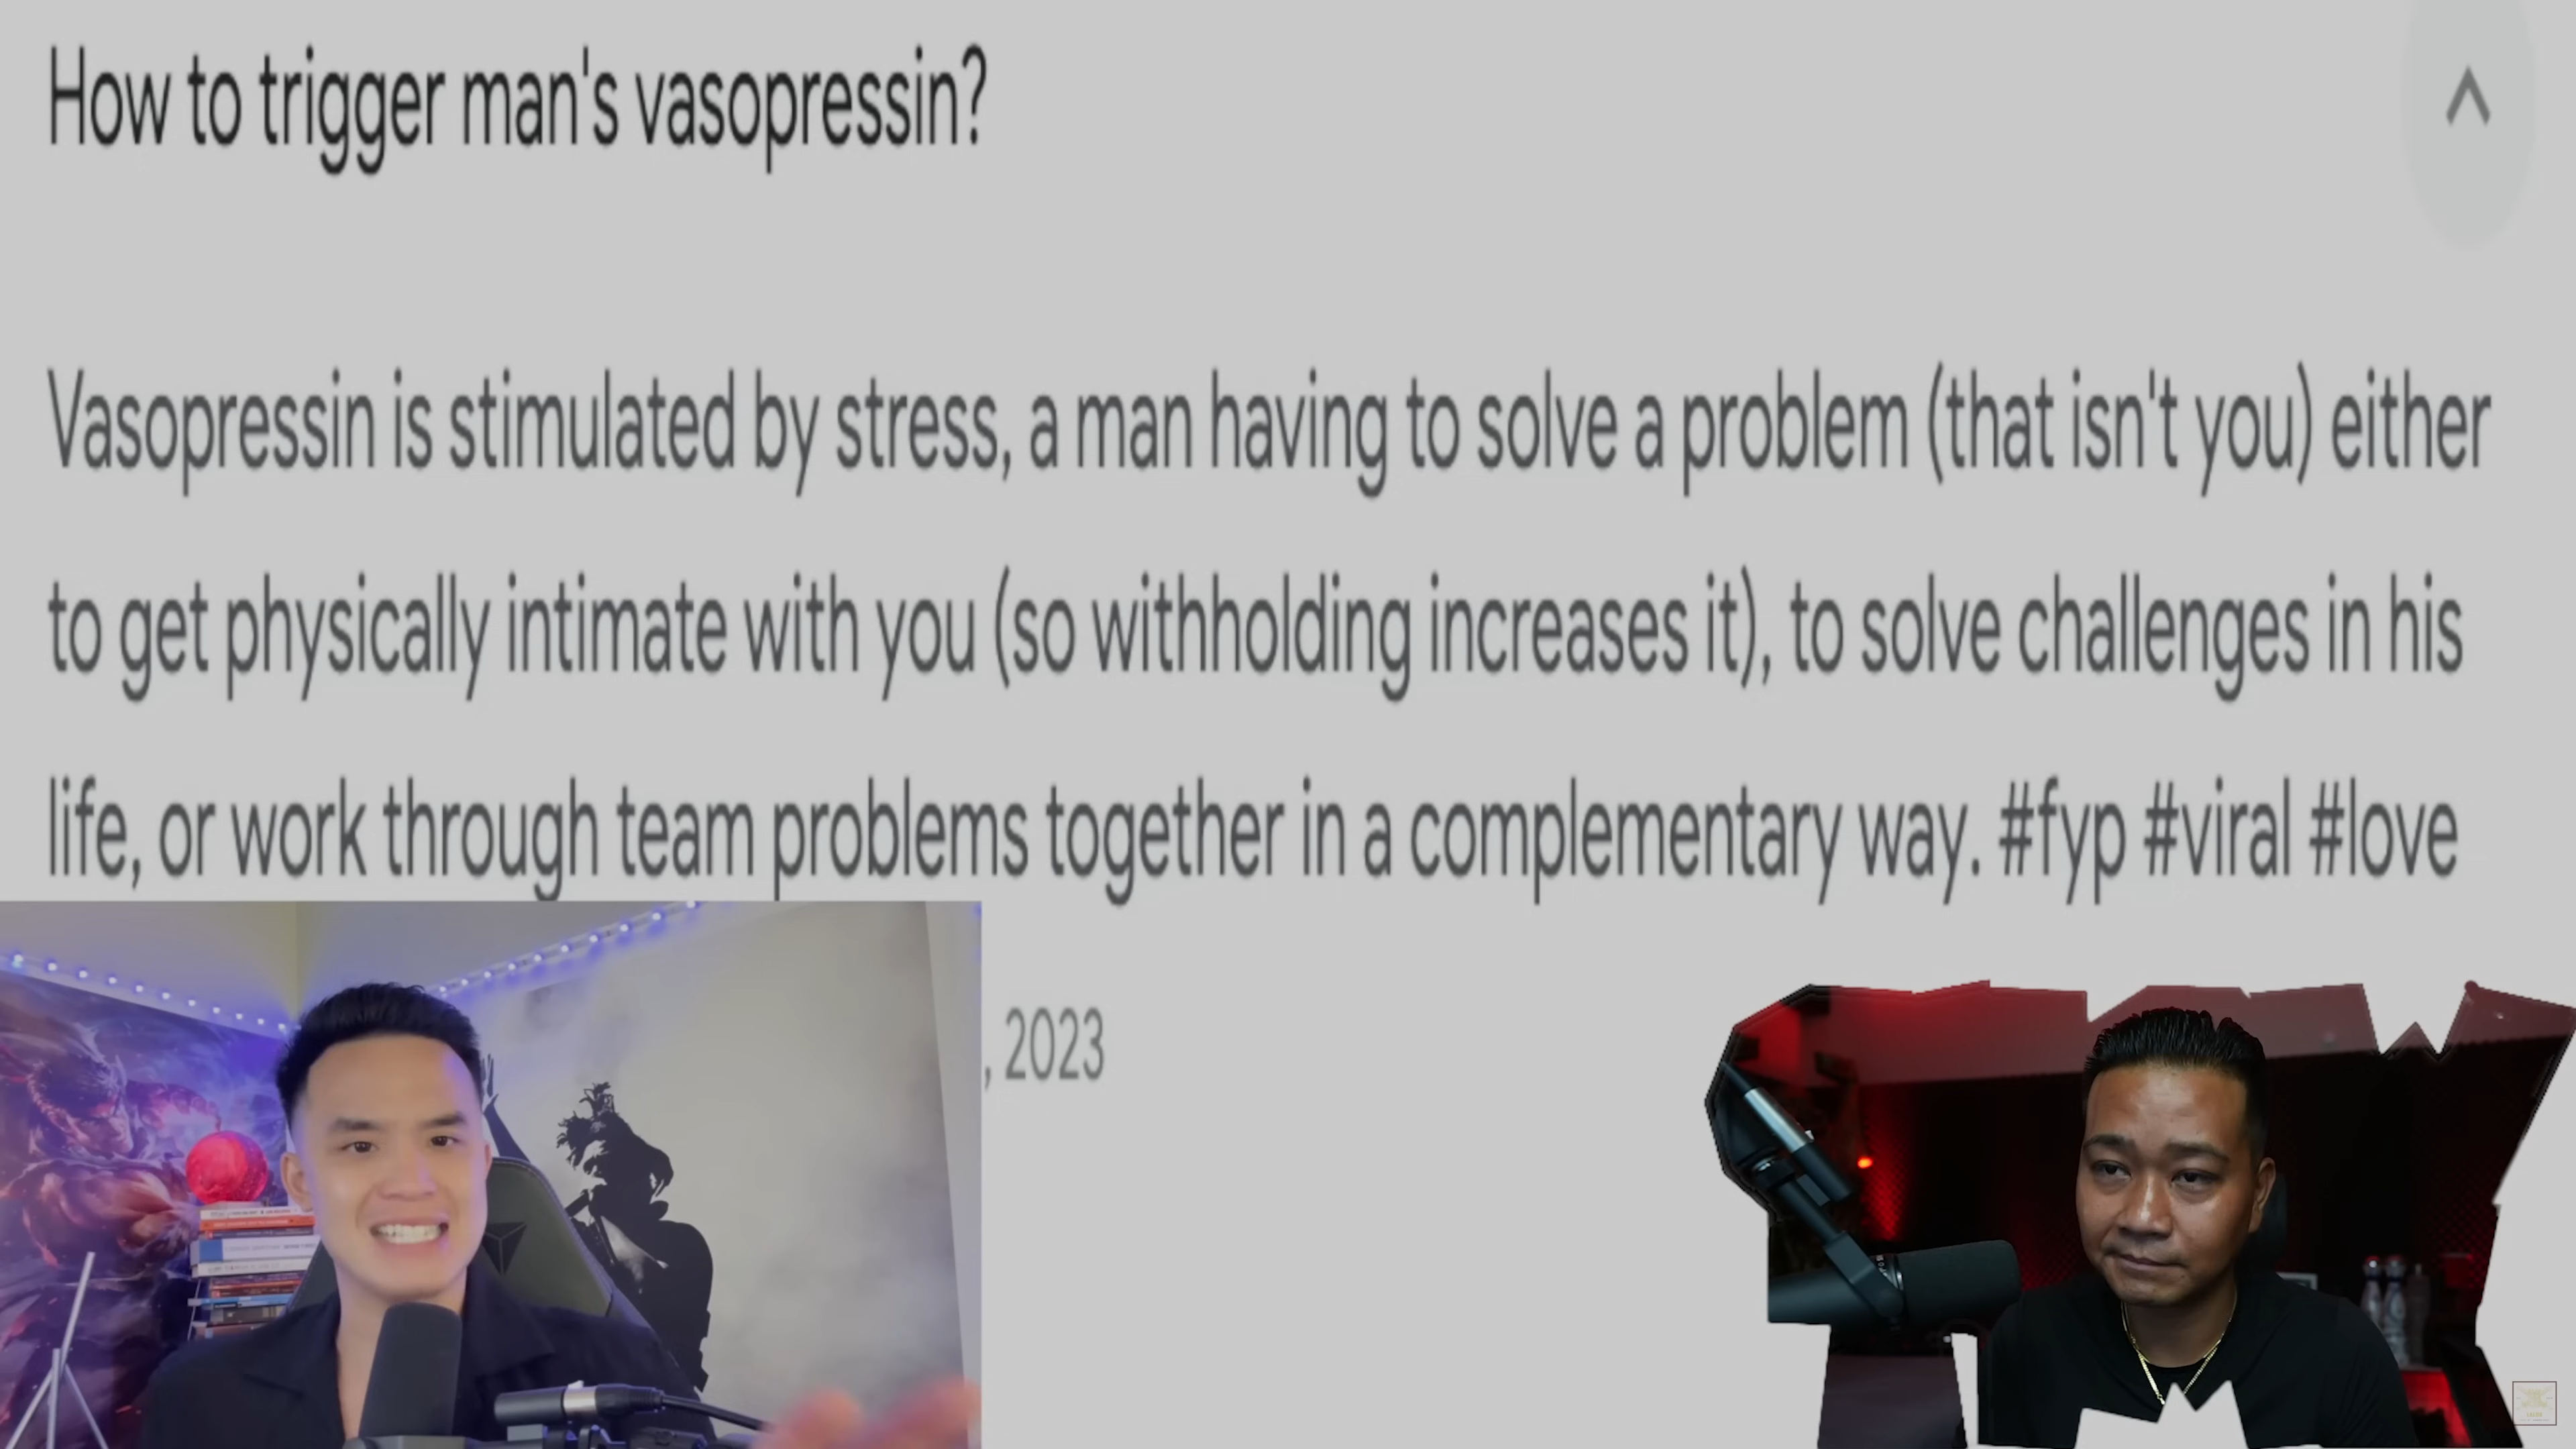 How to trigger man's vasopressin?
Vasopressin is stimulated by stress, a man having to solve a problem (that isn't you) either
to get physically intimate with you (so withholding increases it), to solve challenges in his
life, or work through team problems together in a complementary way. #fyp #viral #love
, 2023